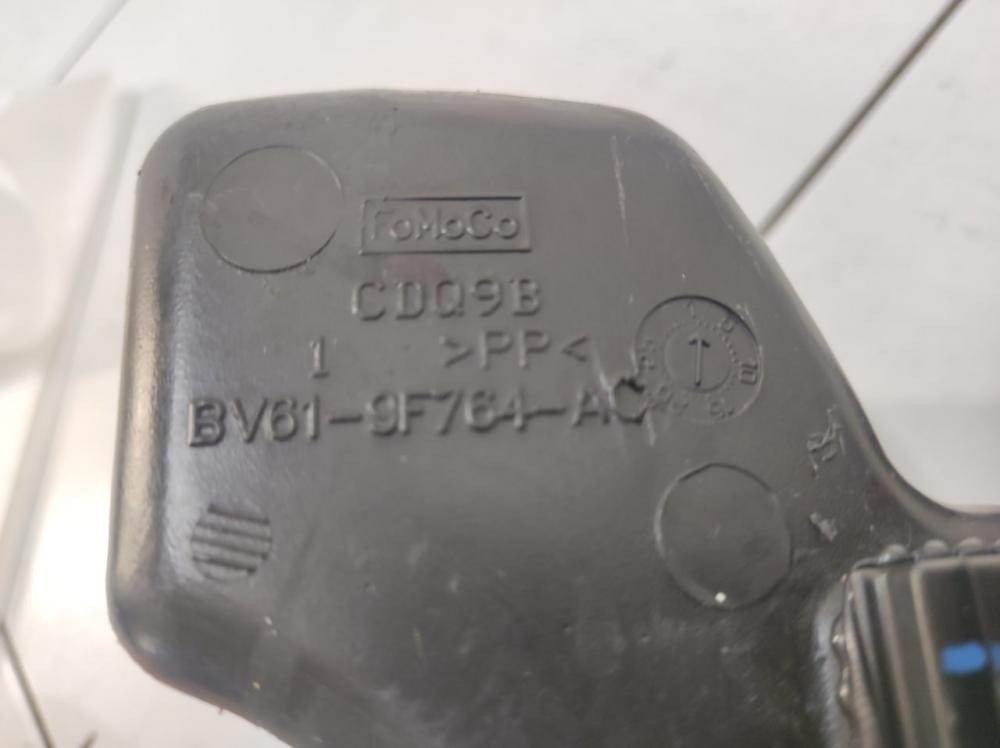 FoMoCo
CDQ9B
1 >PP<
BV61-9F764-AC